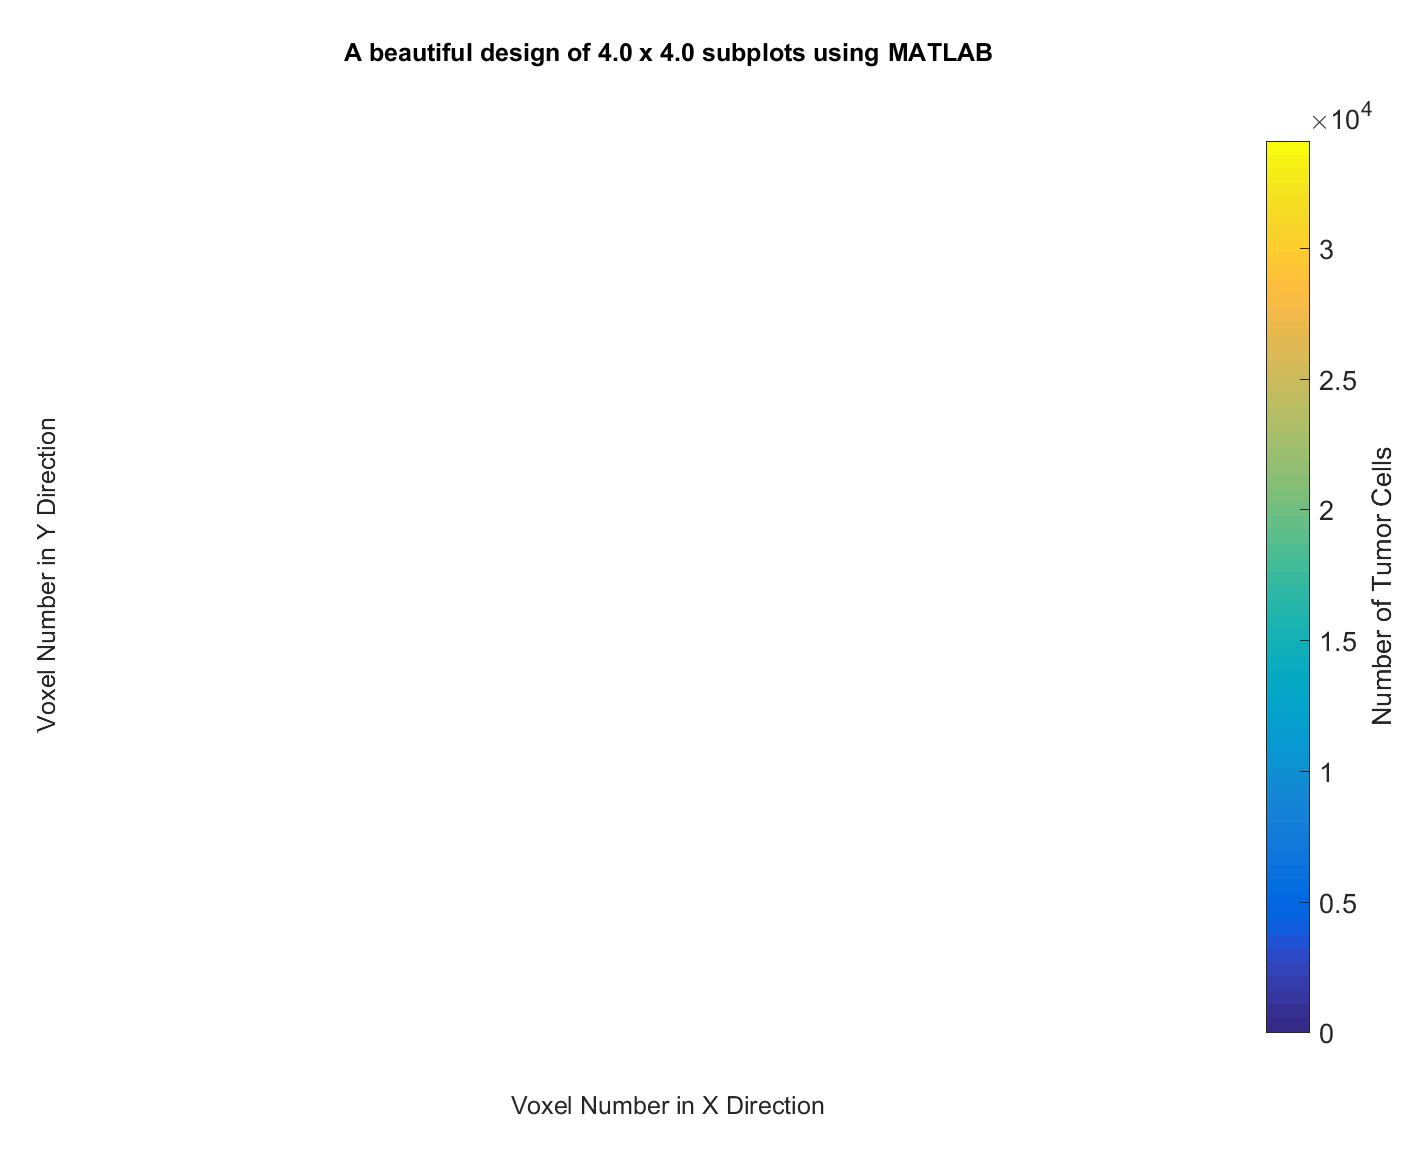 A beautiful design of 4.0 x 4.0 subplots using MATLAB
×10^4
3
2.5
2
1.5
1
0.5
0
Number of Tumor Cells
Voxel Number in Y Direction
Voxel Number in X Direction